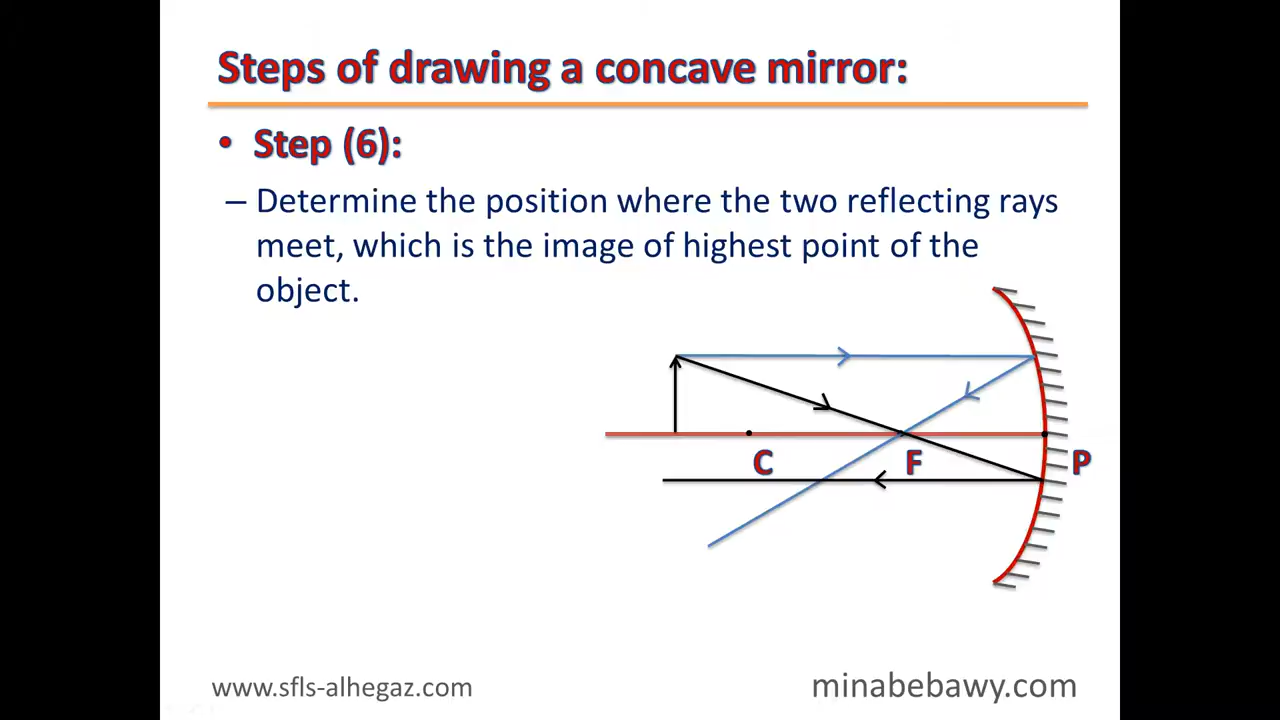 Steps of drawing a concave mirror:
• Step (6):
– Determine the position where the two reflecting rays
meet, which is the image of highest point of the
object.
C F P
www.sfls-alhegaz.com
minabebawy.com